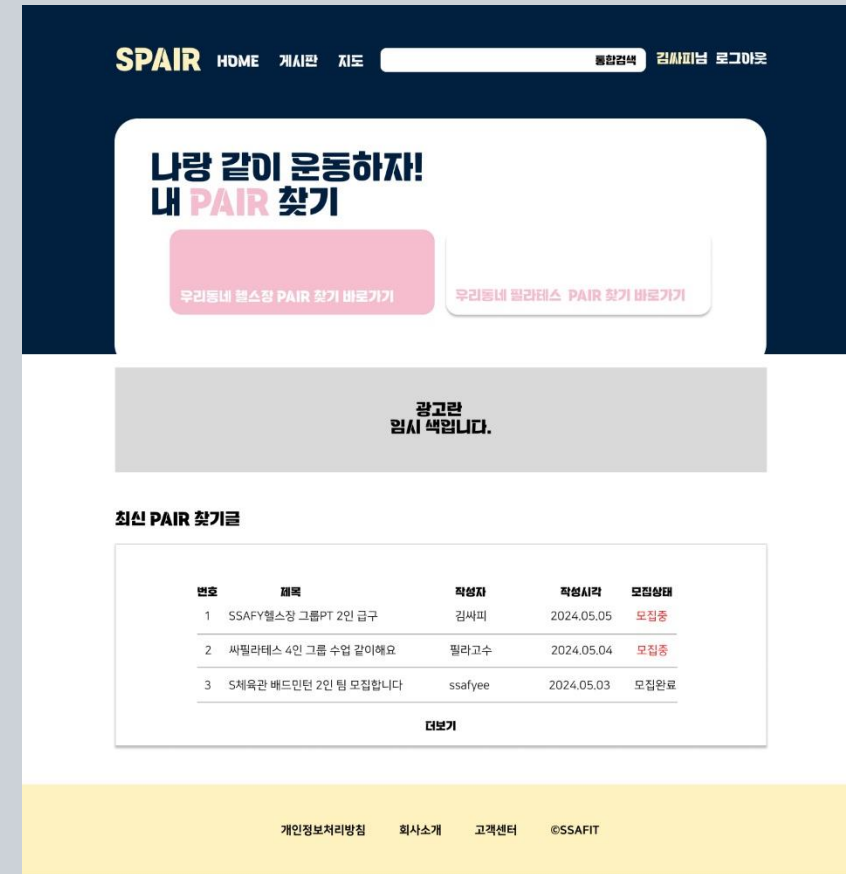 SPAIR HOME 게시판 지도 통합검색 김싸피님 로그아웃
나랑 같이 운동하자!
내 PAIR 찾기
우리동네 헬스장 PAIR 찾기 바로가기
우리동네 필라테스 PAIR 찾기 바로가기
광고란
임시 색입니다.
최신 PAIR 찾기글
번호 제목 작성자 작성시각 모집상태
1 SSAFY헬스장 그룹PT 2인 급구 김싸피 2024.05.05 모집중
2 싸필라테스 4인 그룹 수업 같이해요 필라고수 2024.05.04 모집중
3 S체육관 배드민턴 2인 팀 모집합니다 ssafyee 2024.05.03 모집완료
더보기
개인정보처리방침 회사소개 고객센터 ©SSAFIT